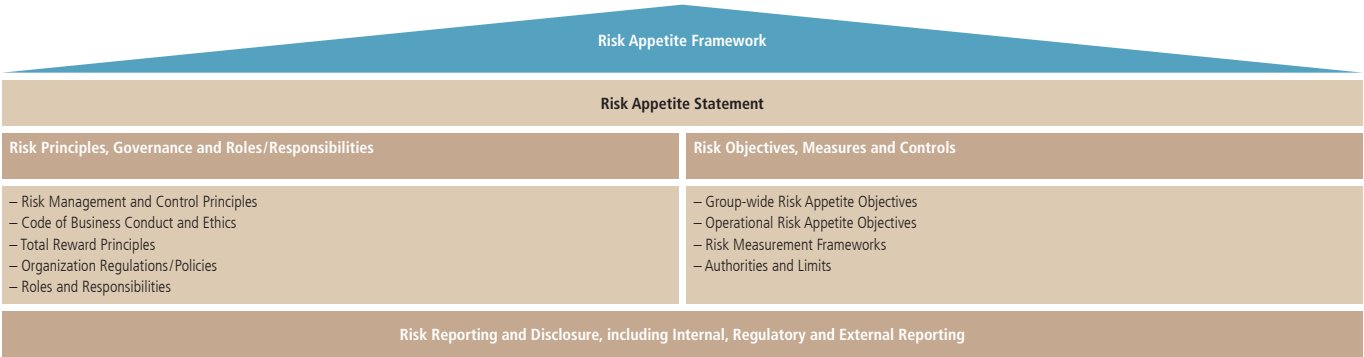 Risk Appetite Framework
Risk Appetite Statement
Risk Principles, Governance and Roles/Responsibilities
– Risk Management and Control Principles
– Code of Business Conduct and Ethics
– Total Reward Principles
– Organization Regulations/Policies
– Roles and Responsibilities
Risk Objectives, Measures and Controls
– Group-wide Risk Appetite Objectives
– Operational Risk Appetite Objectives
– Risk Measurement Frameworks
– Authorities and Limits
Risk Reporting and Disclosure, including Internal, Regulatory and External Reporting